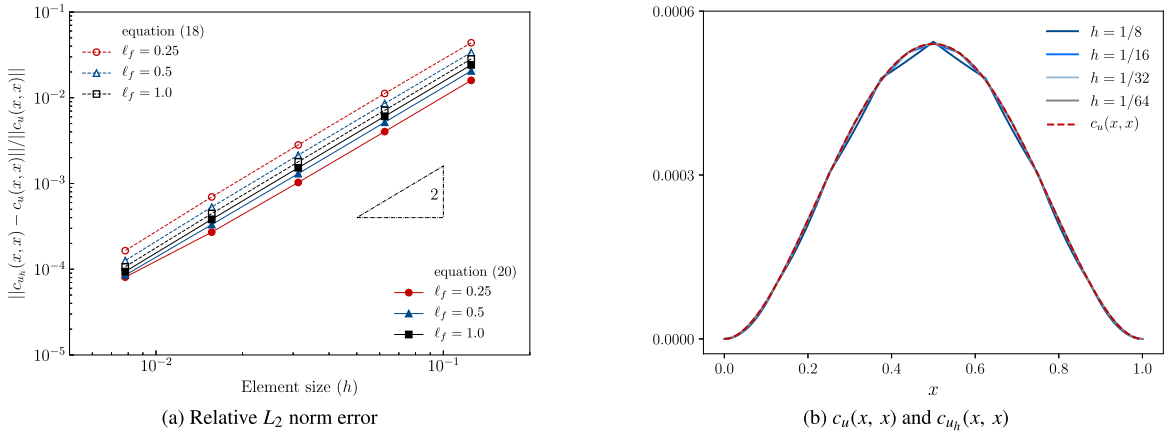 10⁻¹
10⁻²
10⁻³
10⁻⁴
10⁻⁵
||c_{u_h}(x, x) − c_u(x, x)||/||c_u(x, x)||
equation (18)
ℓ_f = 0.25
ℓ_f = 0.5
ℓ_f = 1.0
2
equation (20)
ℓ_f = 0.25
ℓ_f = 0.5
ℓ_f = 1.0
10⁻² 10⁻¹
Element size (h)
(a) Relative L₂ norm error
0.0006
0.0003
0.0000
h = 1/8
h = 1/16
h = 1/32
h = 1/64
c_u(x, x)
0.0 0.2 0.4 0.6 0.8 1.0
x
(b) c_u(x, x) and c_{u_h}(x, x)